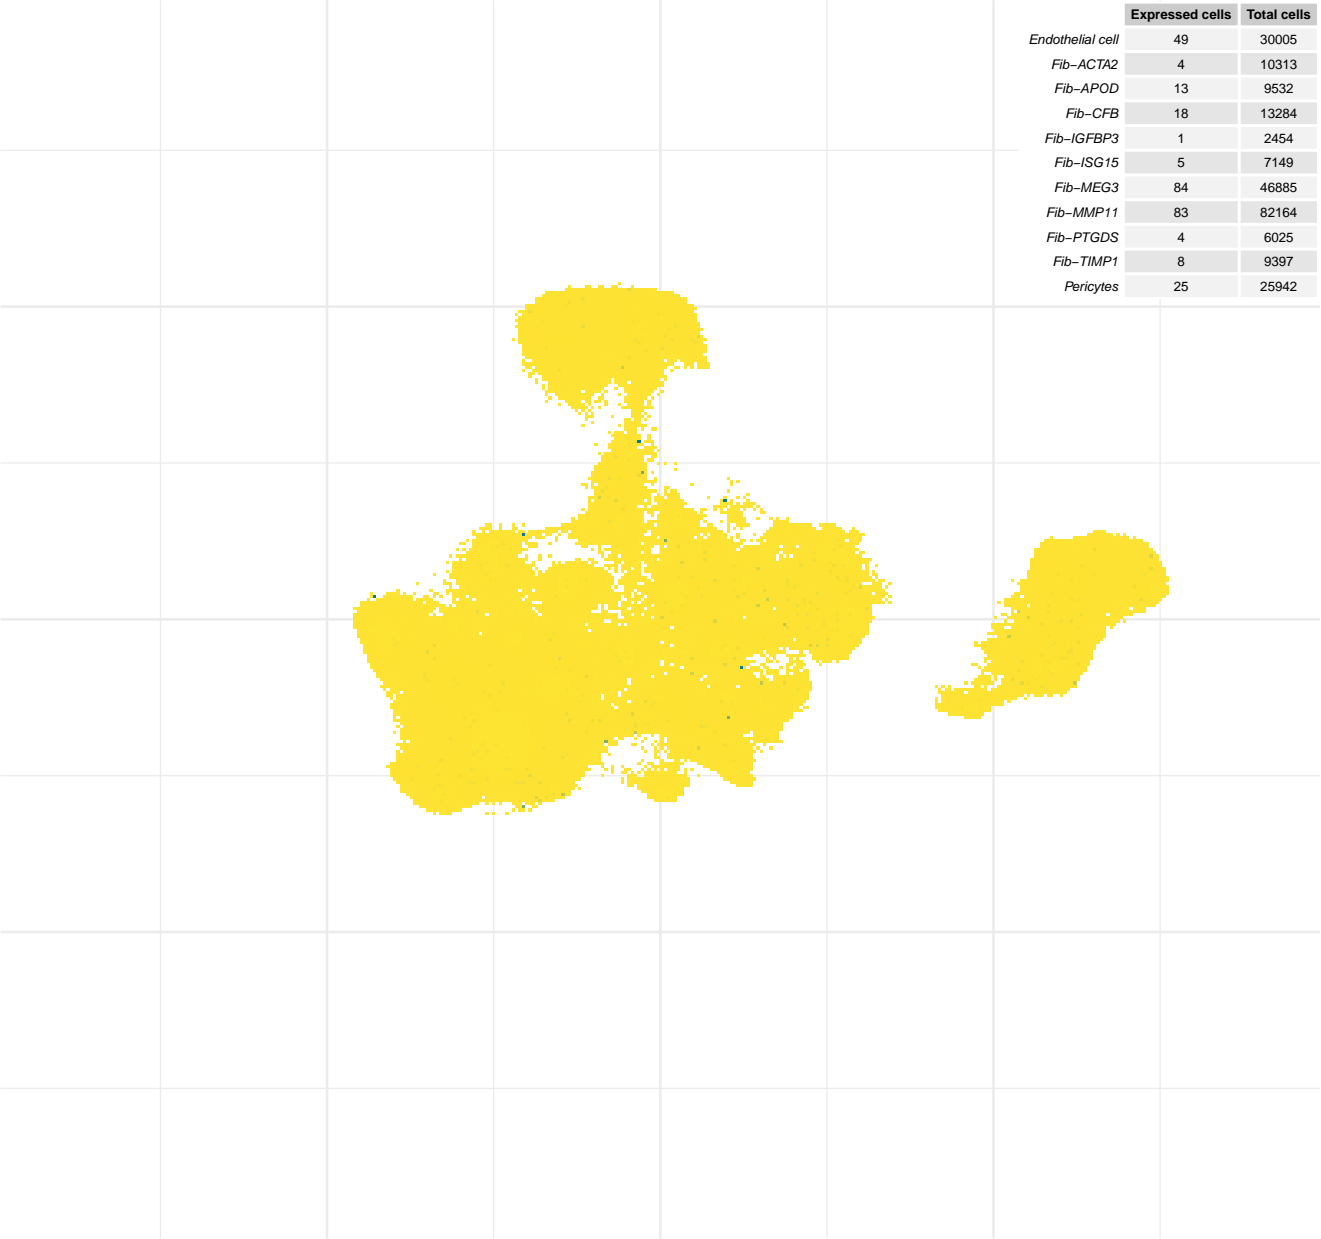 Expressed cells Total cells
Endothelial cell 49 30005
Fib−ACTA2 4 10313
Fib−APOD 13 9532
Fib−CFB 18 13284
Fib−IGFBP3 1 2454
Fib−ISG15 5 7149
Fib−MEG3 84 46885
Fib−MMP11 83 82164
Fib−PTGDS 4 6025
Fib−TIMP1 8 9397
Pericytes 25 25942